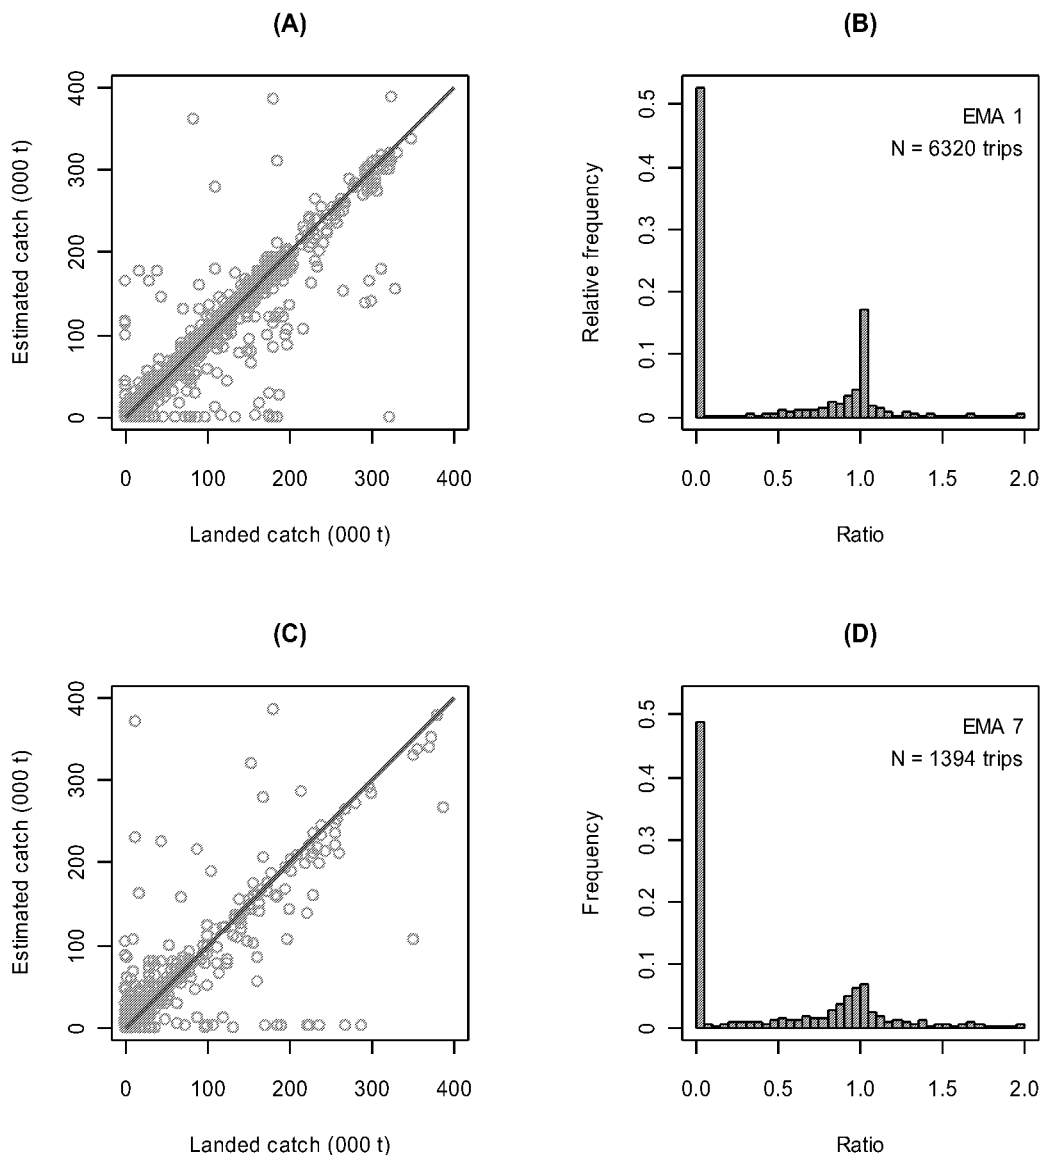 (A)
Estimated catch (000 t)
400
300
200
100
0
0 100 200 300 400
Landed catch (000 t)
(B)
Relative frequency
EMA 1
N = 6320 trips
0.5
0.4
0.3
0.2
0.1
0
0.0 0.5 1.0 1.5 2.0
Ratio
(C)
Estimated catch (000 t)
400
300
200
100
0
0 100 200 300 400
Landed catch (000 t)
(D)
Frequency
EMA 7
N = 1394 trips
0.5
0.4
0.3
0.2
0.1
0
0.0 0.5 1.0 1.5 2.0
Ratio